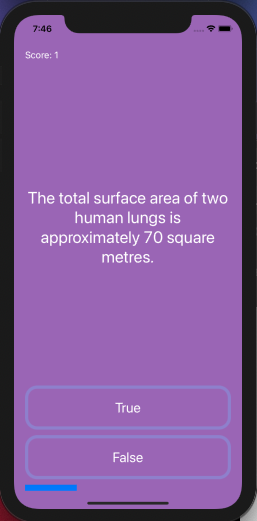 7:46
Score: 1
The total surface area of two
human lungs is
approximately 70 square
metres.
True
False